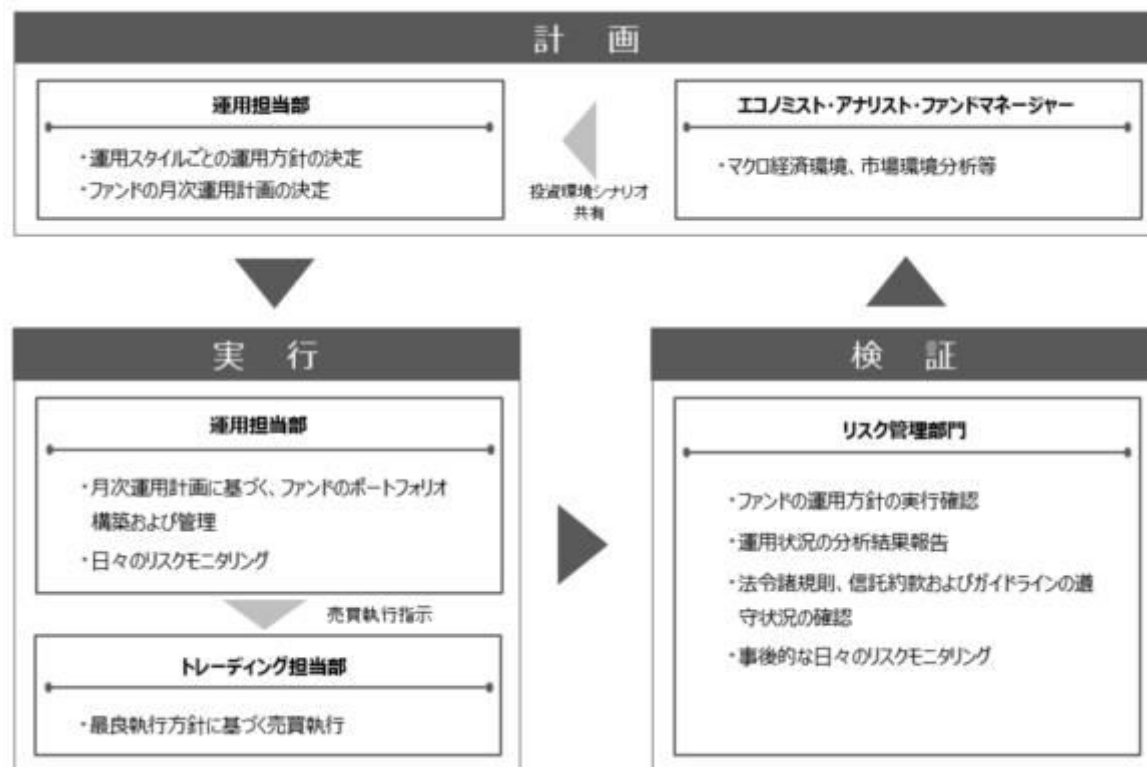 計 画
運用担当部
・運用スタイルごとの運用方針の決定
・ファンドの月次運用計画の決定
投資環境シナリオ
共有
エコノミスト・アナリスト・ファンドマネージャー
・マクロ経済環境、市場環境分析等
実 行
運用担当部
・月次運用計画に基づく、ファンドのポートフォリオ
構築および管理
・日々のリスクモニタリング
売買執行指示
トレーディング担当部
・最良執行方針に基づく売買執行
検 証
リスク管理部門
・ファンドの運用方針の実行確認
・運用状況の分析結果報告
・法令諸規則、信託約款およびガイドラインの遵
守状況の確認
・事後的な日々のリスクモニタリング